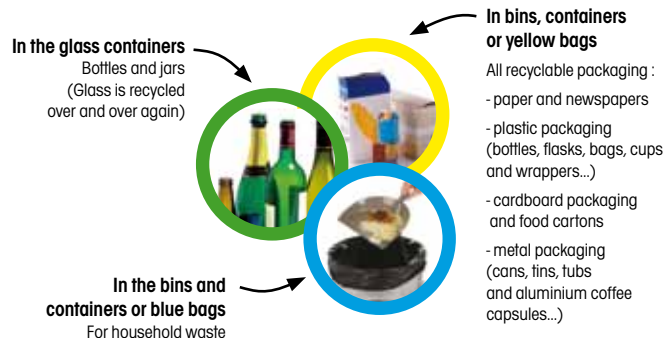 In the glass containers
Bottles and jars
(Glass is recycled
over and over again)
In bins, containers
or yellow bags
All recyclable packaging :
- paper and newspapers
- plastic packaging
(bottles, flasks, bags, cups
and wrappers...)
- cardboard packaging
and food cartons
- metal packaging
(cans, tins, tubs
and aluminium coffee
capsules...)
In the bins and
containers or blue bags
For household waste